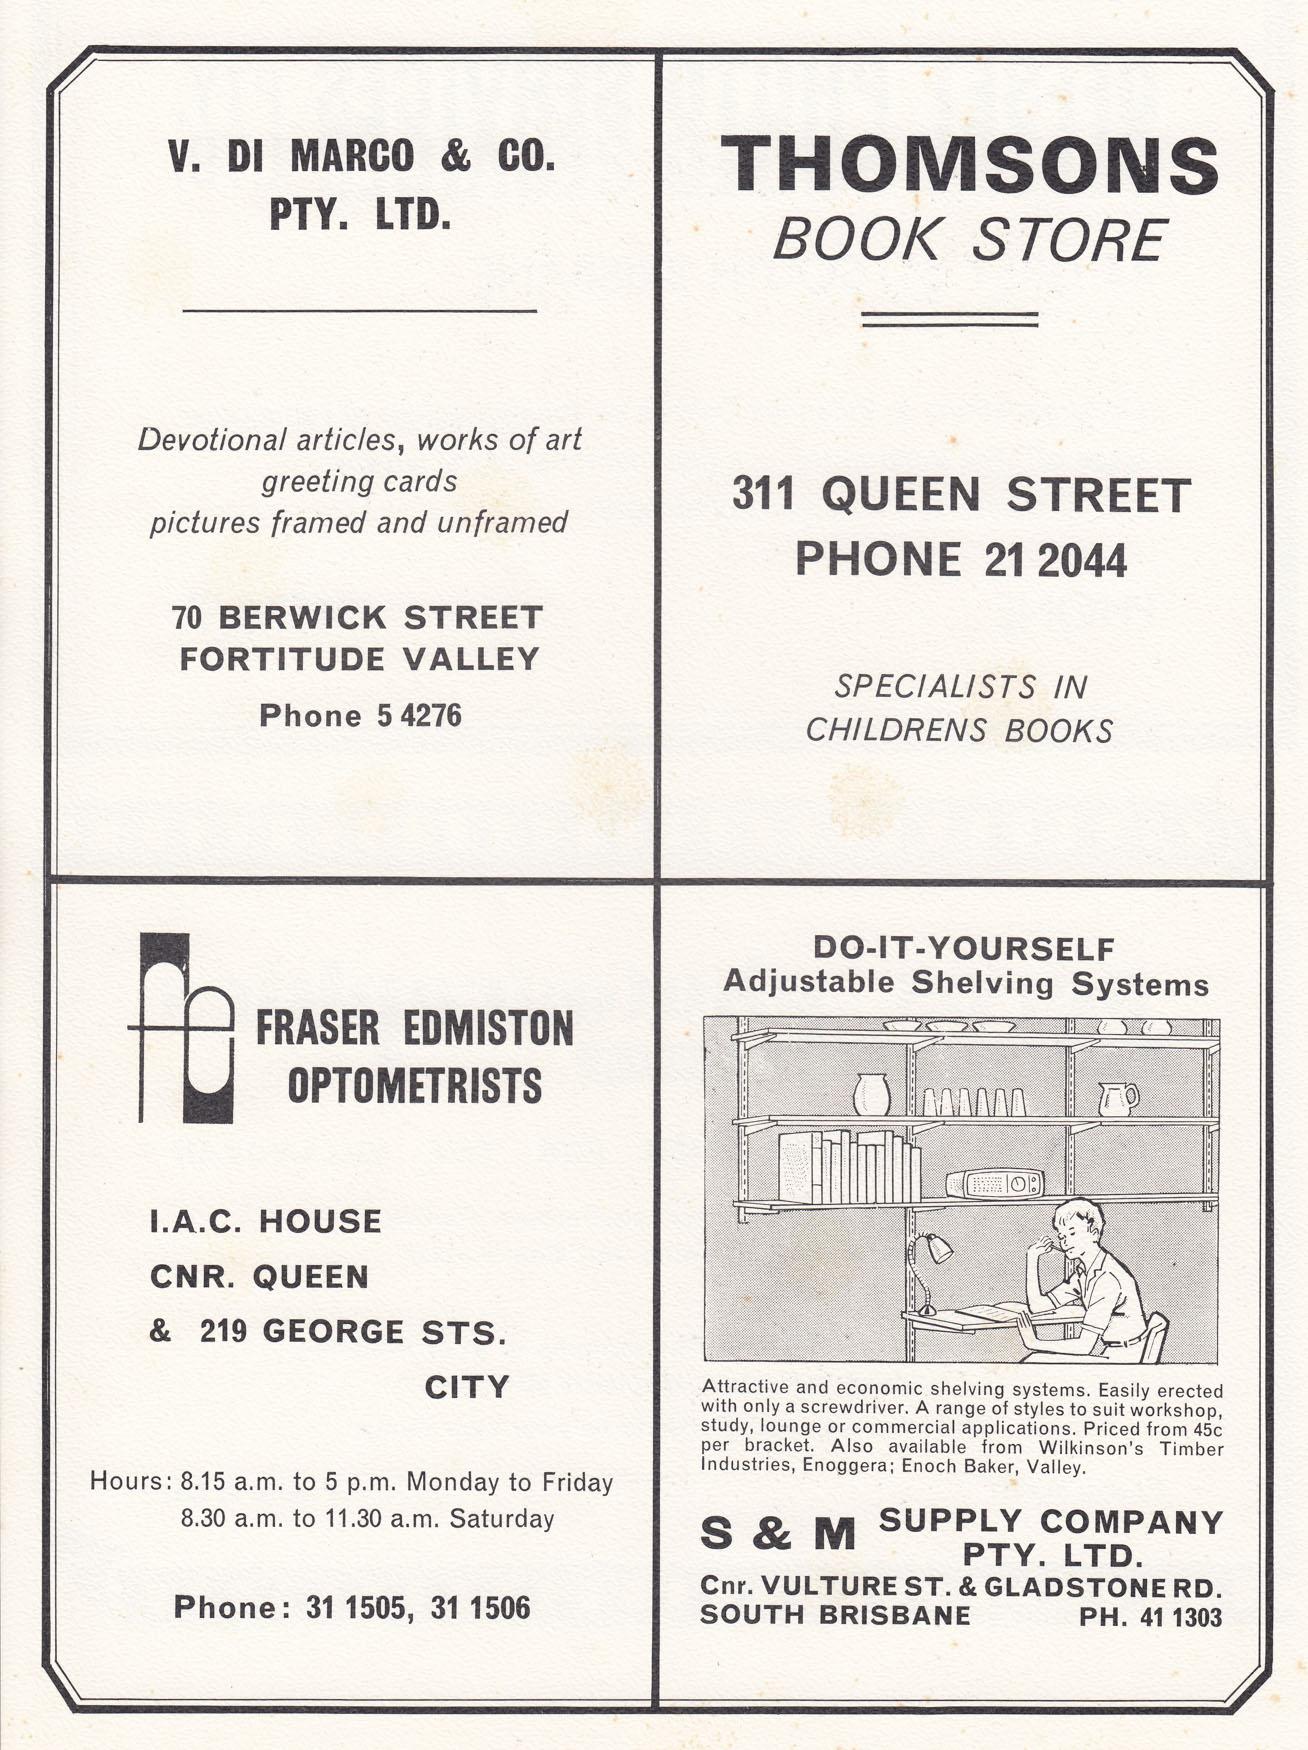 V. DI MARCO & CO.
PTY. LTD.
Devotional articles, works of art
greeting cards
pictures framed and unframed
70 BERWICK STREET
FORTITUDE VALLEY
Phone 5 4276
THOMSONS
BOOK STORE
311 QUEEN STREET
PHONE 21 2044
SPECIALISTS IN
CHILDRENS BOOKS
fe
FRASER EDMISTON
OPTOMETRISTS
I.A.C. HOUSE
CNR. QUEEN
& 219 GEORGE STS.
CITY
Hours: 8.15 a.m. to 5 p.m. Monday to Friday
8.30 a.m. to 11.30 a.m. Saturday
Phone: 31 1505, 31 1506
DO-IT-YOURSELF
Adjustable Shelving Systems
Attractive and economic shelving systems. Easily erected
with only a screwdriver. A range of styles to suit workshop,
study, lounge or commercial applications. Priced from 45c
per bracket. Also available from Wilkinson's Timber
Industries, Enoggera; Enoch Baker, Valley.
S & M SUPPLY COMPANY
PTY. LTD.
Cnr. VULTURE ST. & GLADSTONE RD.
SOUTH BRISBANE PH. 41 1303